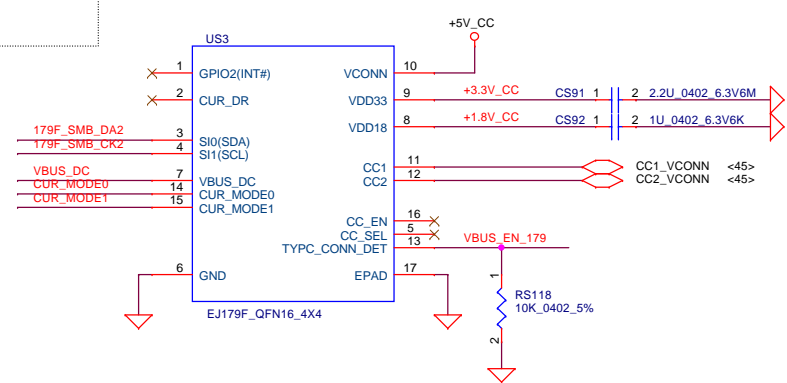 +5V_CC
US3
1 GPIO2(INT#) VCONN 10
2 CUR_DR VDD33 9 +3.3V_CC CS91 1 2 2.2U_0402_6.3V6M
VDD18 8 +1.8V_CC CS92 1 2 1U_0402_6.3V6K
179F_SMB_DA2 3 SI0(SDA)
179F_SMB_CK2 4 SI1(SCL)
CC1 11 CC1_VCONN <45>
VBUS_DC 7 VBUS_DC CC2 12 CC2_VCONN <45>
CUR_MODE0 14 CUR_MODE0
CUR_MODE1 15 CUR_MODE1
CC_EN 16
CC_SEL 5
TYPC_CONN_DET 13 VBUS_EN_179
6 GND EPAD 17
1
RS118
10K_0402_5%
2
EJ179F_QFN16_4X4